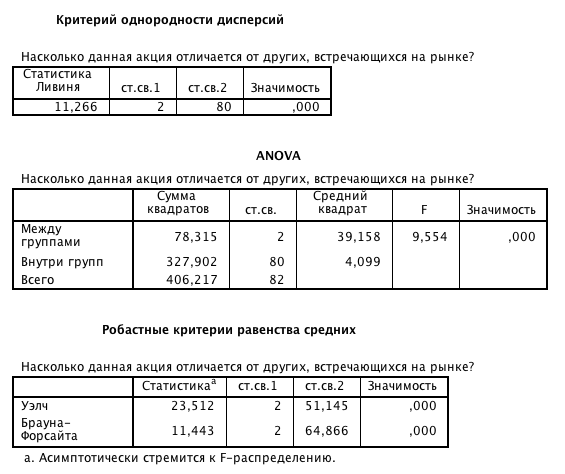 Критерий однородности дисперсий
Насколько данная акция отличается от других, встречающихся на рынке?
Статистика Ливиня ст.св.1 ст.св.2 Значимость
11,266 2 80 ,000
ANOVA
Насколько данная акция отличается от других, встречающихся на рынке?
Сумма квадратов ст.св. Средний квадрат F Значимость
Между группами 78,315 2 39,158 9,554 ,000
Внутри групп 327,902 80 4,099
Всего 406,217 82
Робастные критерии равенства средних
Насколько данная акция отличается от других, встречающихся на рынке?
Статистикаa ст.св.1 ст.св.2 Значимость
Уэлч 23,512 2 51,145 ,000
Брауна-Форсайта 11,443 2 64,866 ,000
a. Асимптотически стремится к F-распределению.